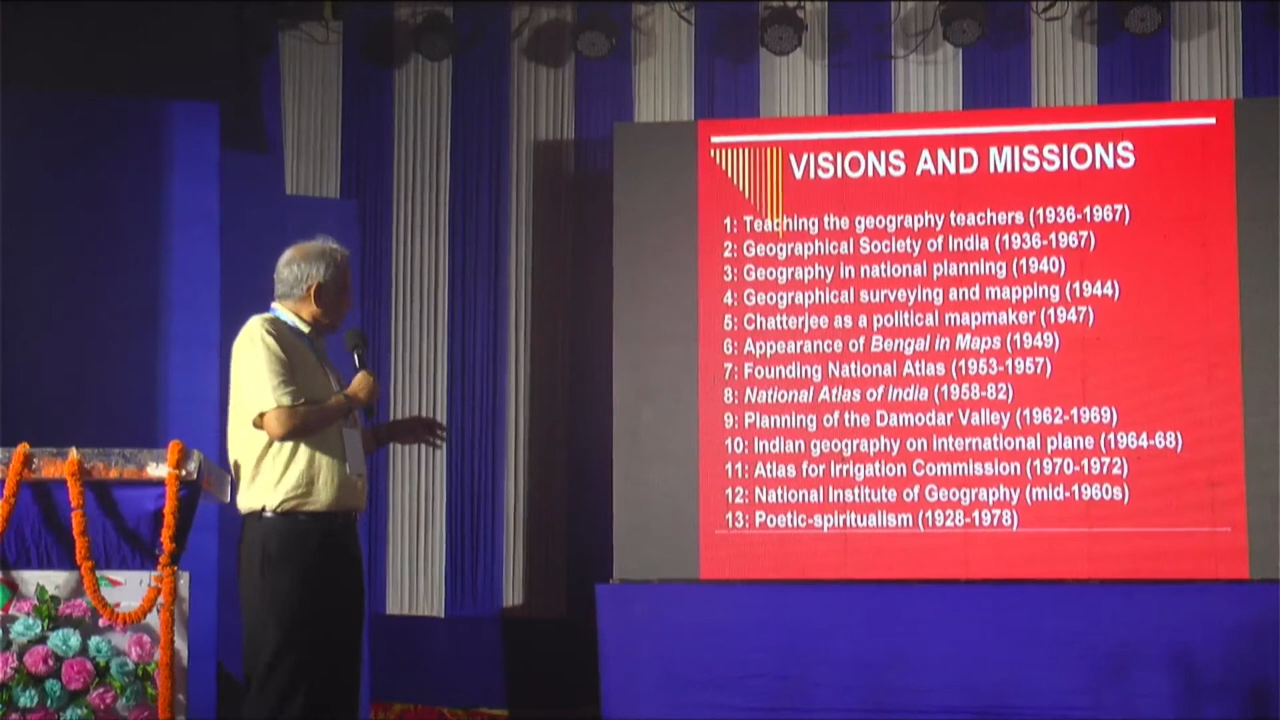 VISIONS AND MISSIONS
1: Teaching the geography teachers (1936-1967)
2: Geographical Society of India (1936-1967)
3: Geography in national planning (1940)
4: Geographical surveying and mapping (1944)
5: Chatterjee as a political mapmaker (1947)
6: Appearance of Bengal in Maps (1949)
7: Founding National Atlas (1953-1957)
8: National Atlas of India (1958-82)
9: Planning of the Damodar Valley (1962-1969)
10: Indian geography on international plane (1964-68)
11: Atlas for Irrigation Commission (1970-1972)
12: National Institute of Geography (mid-1960s)
13: Poetic-spiritualism (1928-1978)